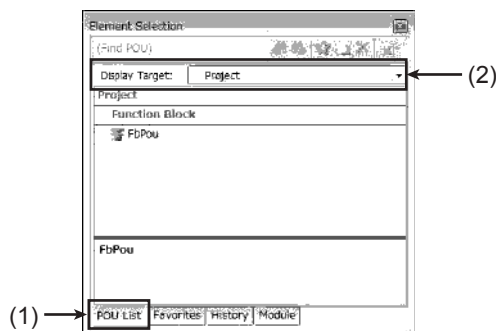 Element Selection
(Find POU)
Display Target: Project
(2)
Project
Function Block
FbPou
FbPou
(1)
POU List Favorites History Module